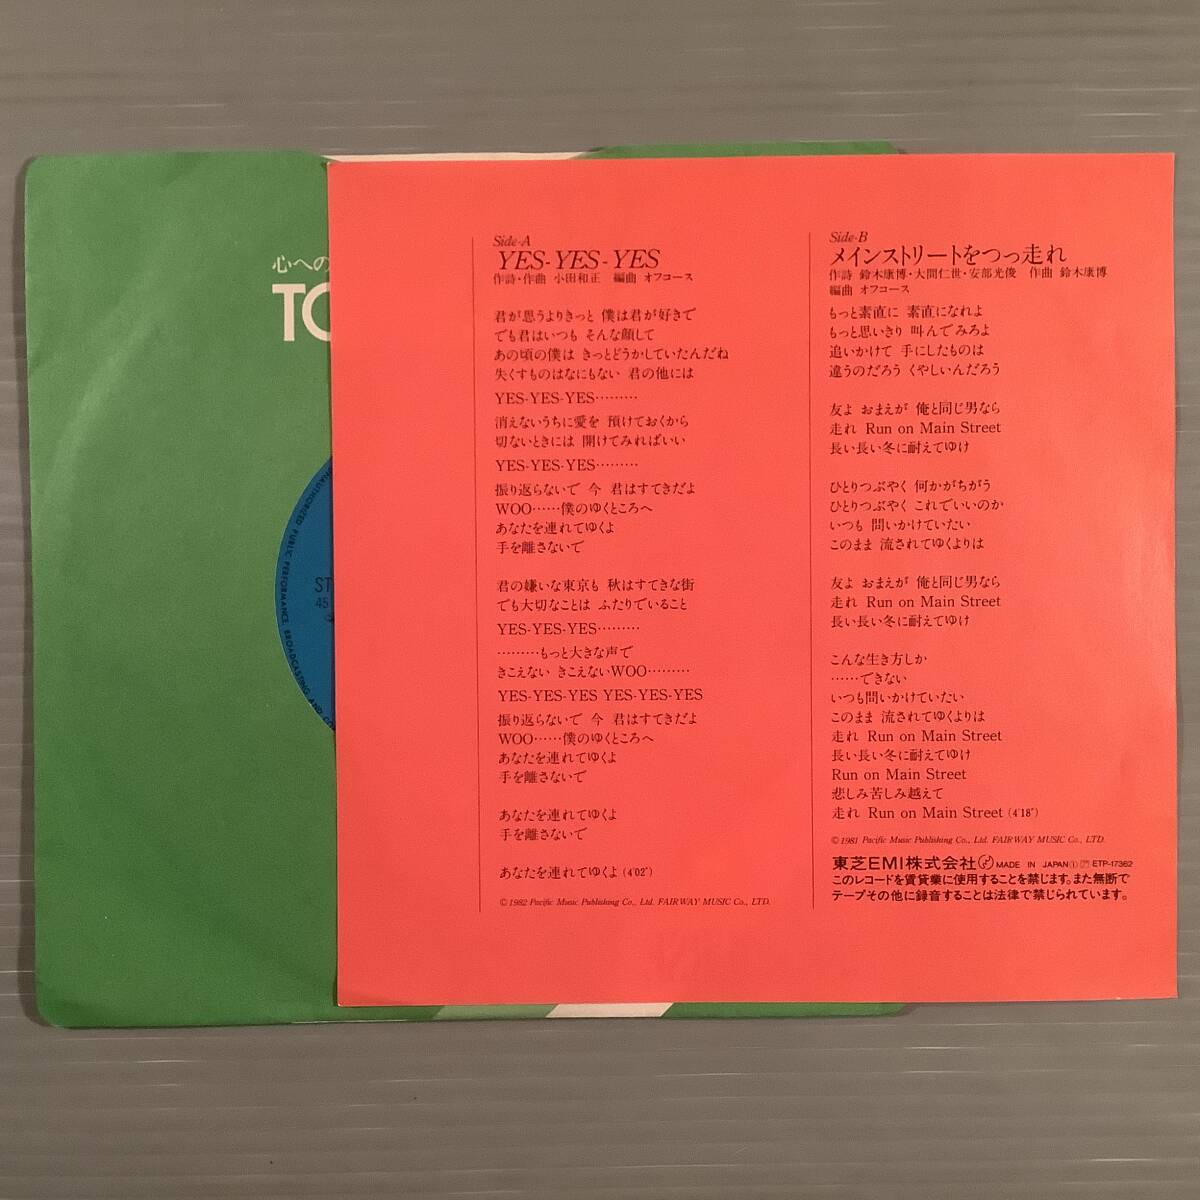 心への
TO
UNAUTHORIZED PUBLIC PERFORMANCE, BROADCASTING AND CO
ST
45
Side-A
YES-YES-YES
作詩・作曲 小田和正 編曲 オフコース
君が思うよりきっと 僕は君が好きで
でも君はいつも そんな顔して
あの頃の僕は きっとどうかしていたんだね
失くすものはなにもない 君の他には
YES-YES-YES………
消えないうちに愛を 預けておくから
切ないときには 開けてみればいい
YES-YES-YES………
振り返らないで 今 君はすてきだよ
WOO……僕のゆくところへ
あなたを連れてゆくよ
手を離さないで
君の嫌いな東京も 秋はすてきな街
でも大切なことは ふたりでいること
YES-YES-YES………
………もっと大きな声で
きこえない きこえないWOO………
YES-YES-YES YES-YES-YES
振り返らないで 今 君はすてきだよ
WOO……僕のゆくところへ
あなたを連れてゆくよ
手を離さないで
あなたを連れてゆくよ
手を離さないで
あなたを連れてゆくよ (4'02")
©1982 Pacific Music Publishing Co., Ltd. FAIRWAY MUSIC Co., LTD.
Side-B
メインストリートをつっ走れ
作詩 鈴木康博・大間仁世・安部光俊 作曲 鈴木康博
編曲 オフコース
もっと素直に 素直になれよ
もっと思いきり 叫んでみろよ
追いかけて 手にしたものは
違うのだろう くやしいんだろう
友よ おまえが 俺と同じ男なら
走れ Run on Main Street
長い長い冬に耐えてゆけ
ひとりつぶやく 何かがちがう
ひとりつぶやく これでいいのか
いつも 問いかけていたい
このまま 流されてゆくよりは
友よ おまえが 俺と同じ男なら
走れ Run on Main Street
長い長い冬に耐えてゆけ
こんな生き方しか
……できない
いつも問いかけていたい
このまま 流されてゆくよりは
走れ Run on Main Street
長い長い冬に耐えてゆけ
Run on Main Street
悲しみ苦しみ越えて
走れ Run on Main Street (4'18")
©1981 Pacific Music Publishing Co., Ltd. FAIRWAY MUSIC Co., LTD.
東芝EMI株式会社 MADE IN JAPAN① Ⓟ ETP-17362
このレコードを賃貸業に使用することを禁じます。また無断で
テープその他に録音することは法律で禁じられています。